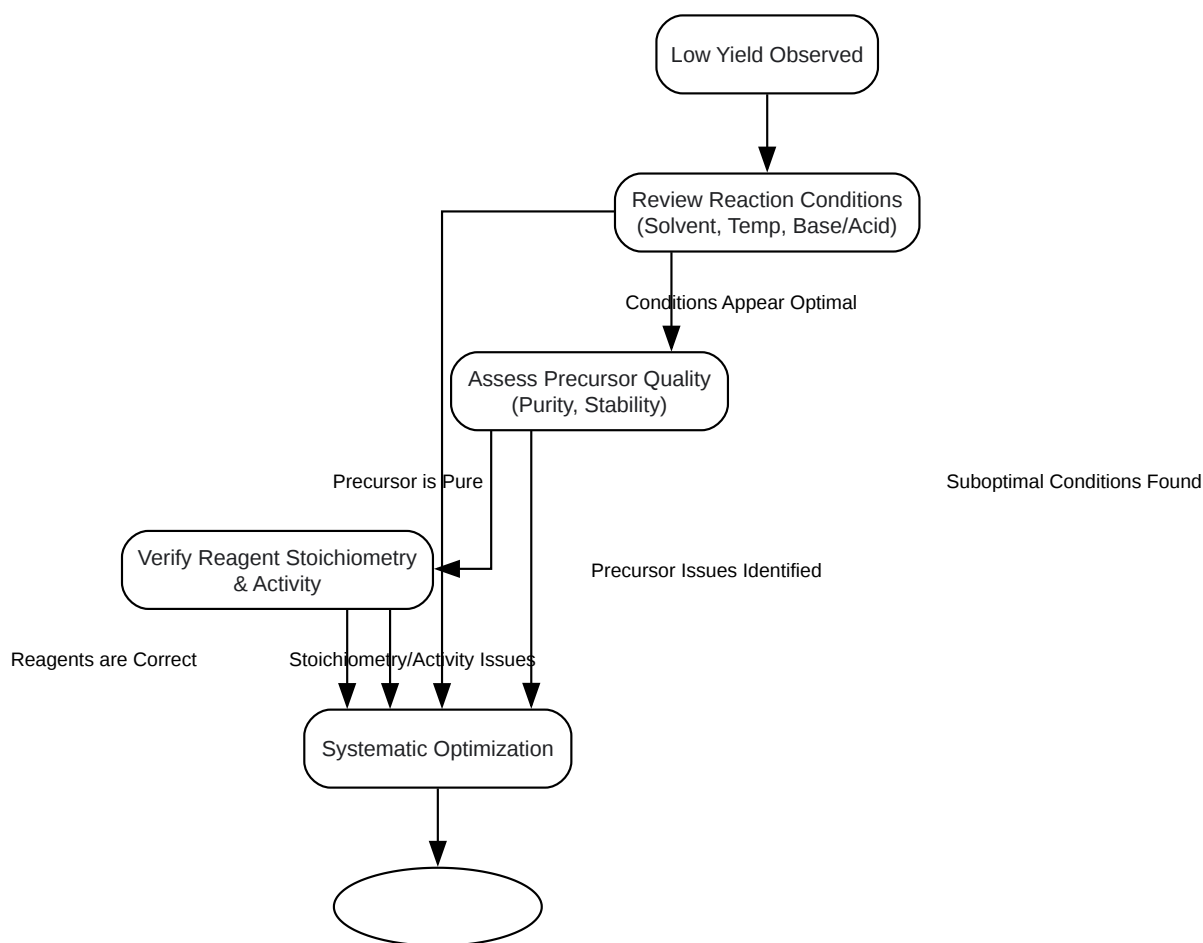 Low Yield Observed
Review Reaction Conditions
(Solvent, Temp, Base/Acid)
Conditions Appear Optimal
Assess Precursor Quality
(Purity, Stability)
Precursor is Pure
Suboptimal Conditions Found
Verify Reagent Stoichiometry
& Activity
Precursor Issues Identified
Reagents are Correct
Stoichiometry/Activity Issues
Systematic Optimization